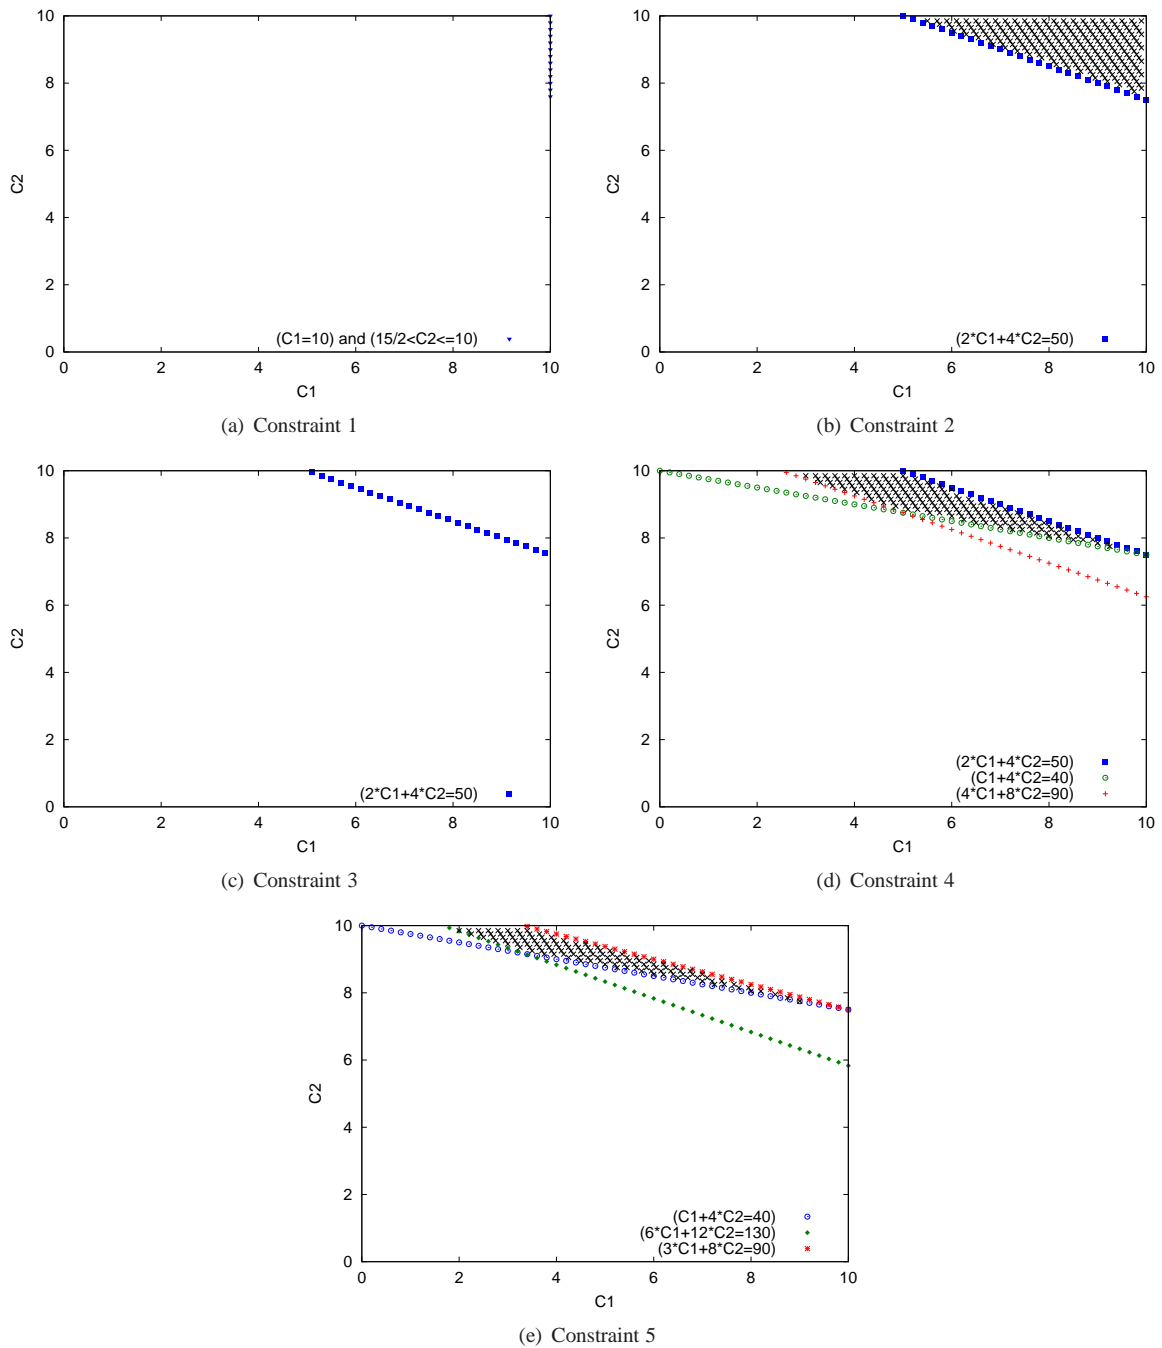 10
8
6
4
2
0
C2
(C1=10) and (15/2<C2<=10)
0 2 4 6 8 10
C1
(a) Constraint 1
10
8
6
4
2
0
C2
(2*C1+4*C2=50)
0 2 4 6 8 10
C1
(b) Constraint 2
10
8
6
4
2
0
C2
(2*C1+4*C2=50)
0 2 4 6 8 10
C1
(c) Constraint 3
10
8
6
4
2
0
C2
(2*C1+4*C2=50)
(C1+4*C2=40)
(4*C1+8*C2=90)
0 2 4 6 8 10
C1
(d) Constraint 4
10
8
6
4
2
0
C2
(C1+4*C2=40)
(6*C1+12*C2=130)
(3*C1+8*C2=90)
0 2 4 6 8 10
C1
(e) Constraint 5